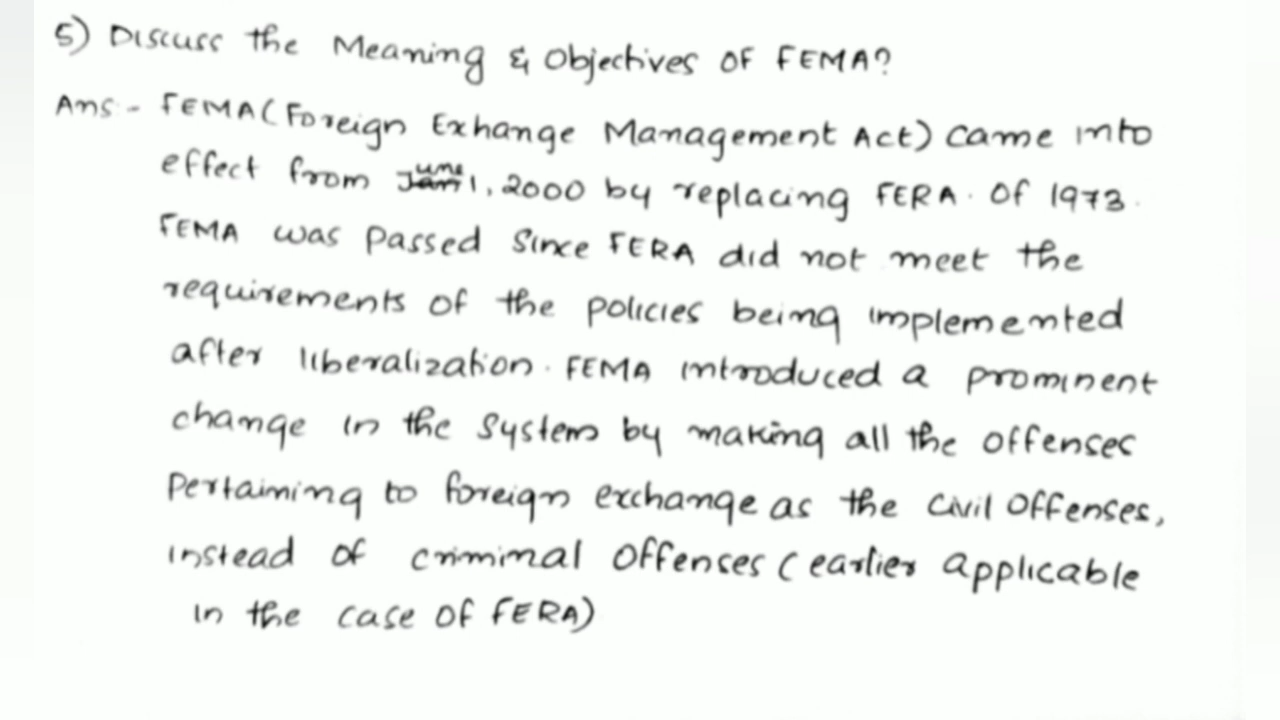 5) Discuss the Meaning & Objectives OF FEMA?
Ans:- FEMA (Foreign Exhange Management Act) came into
effect from June 1, 2000 by replacing FERA. Of 1973.
FEMA was Passed Since FERA did not meet the
requirements of the policies being implemented
after liberalization. FEMA introduced a prominent
change in the System by making all the offenses
Pertaining to foreign exchange as the Civil Offenses,
instead of criminal Offenses (earlier applicable
in the case of FERA)